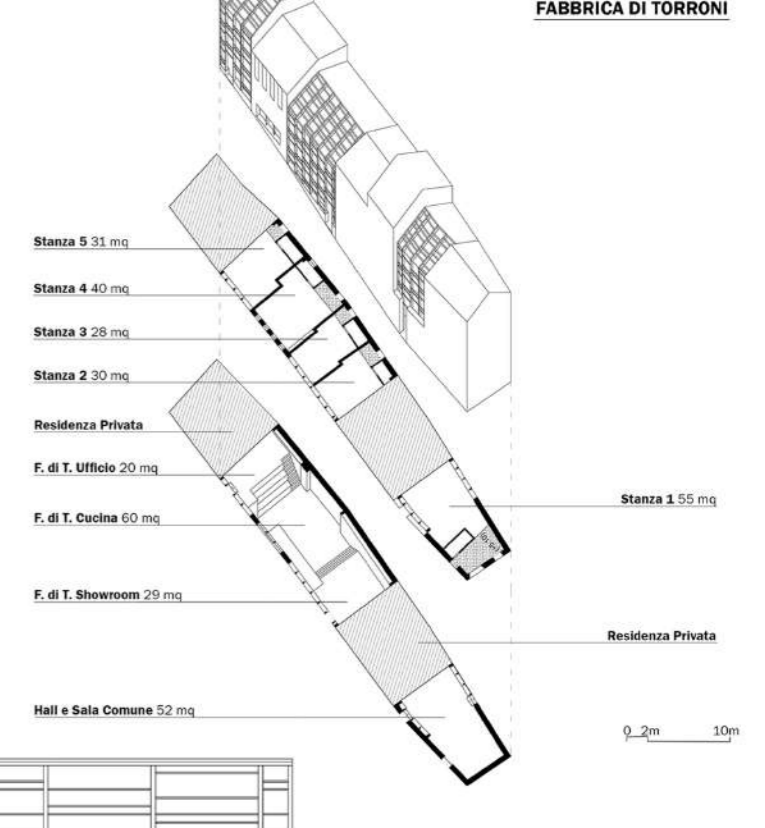 FABBRICA DI TORRONI
Stanza 5 31 mq
Stanza 4 40 mq
Stanza 3 28 mq
Stanza 2 30 mq
Residenza Privata
F. di T. Ufficio 20 mq
Stanza 1 55 mq
F. di T. Cucina 60 mq
F. di T. Showroom 29 mq
Residenza Privata
Hall e Sala Comune 52 mq
0 2m 10m